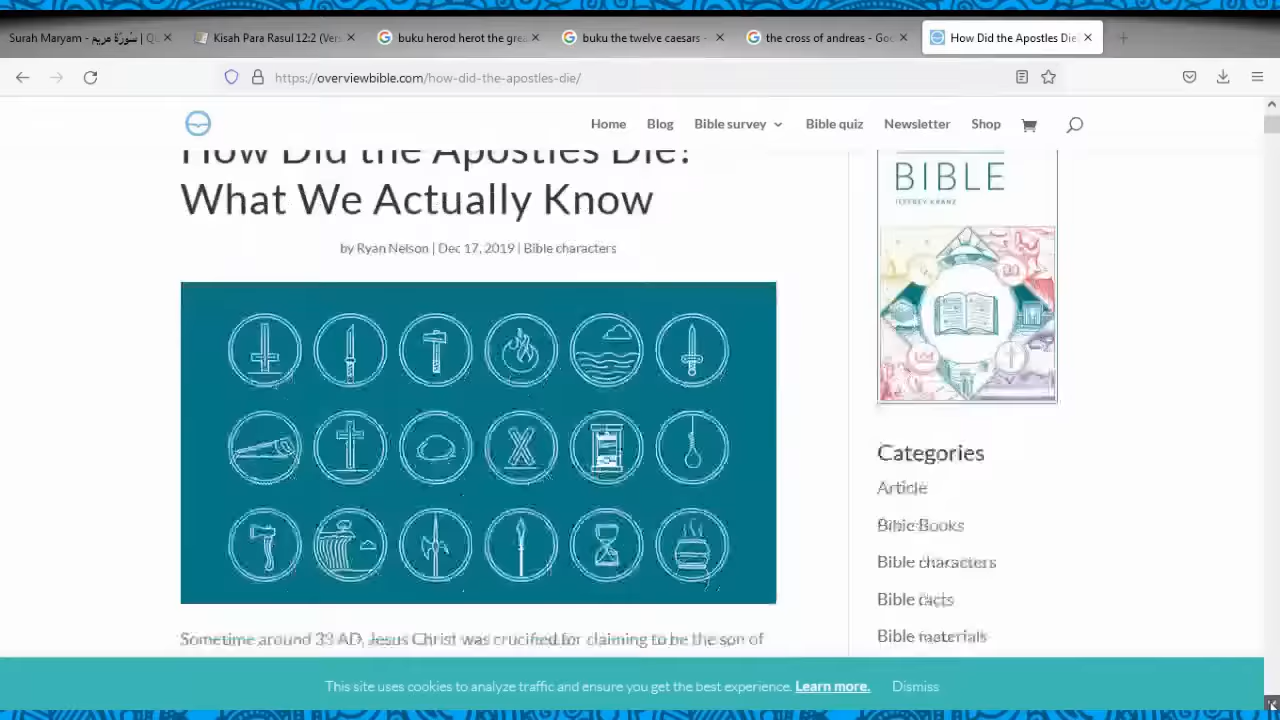 Surah Maryam - سُوْرَةُ مَرْيَم | Q
Kisah Para Rasul 12:2 (Ver
buku herod herot the gre
buku the twelve caesars -
the cross of andreas - Goo
How Did the Apostles Die
https://overviewbible.com/how-did-the-apostles-die/
Home Blog Bible survey Bible quiz Newsletter Shop
How Did the Apostles Die?
What We Actually Know
by Ryan Nelson | Dec 17, 2019 | Bible characters
BIBLE
JEFFREY KRANZ
Categories
Article
Bible Books
Bible characters
Bible facts
Bible materials
Sometime around 33 AD, Jesus Christ was crucified for claiming to be the son of
This site uses cookies to analyze traffic and ensure you get the best experience. Learn more. Dismiss